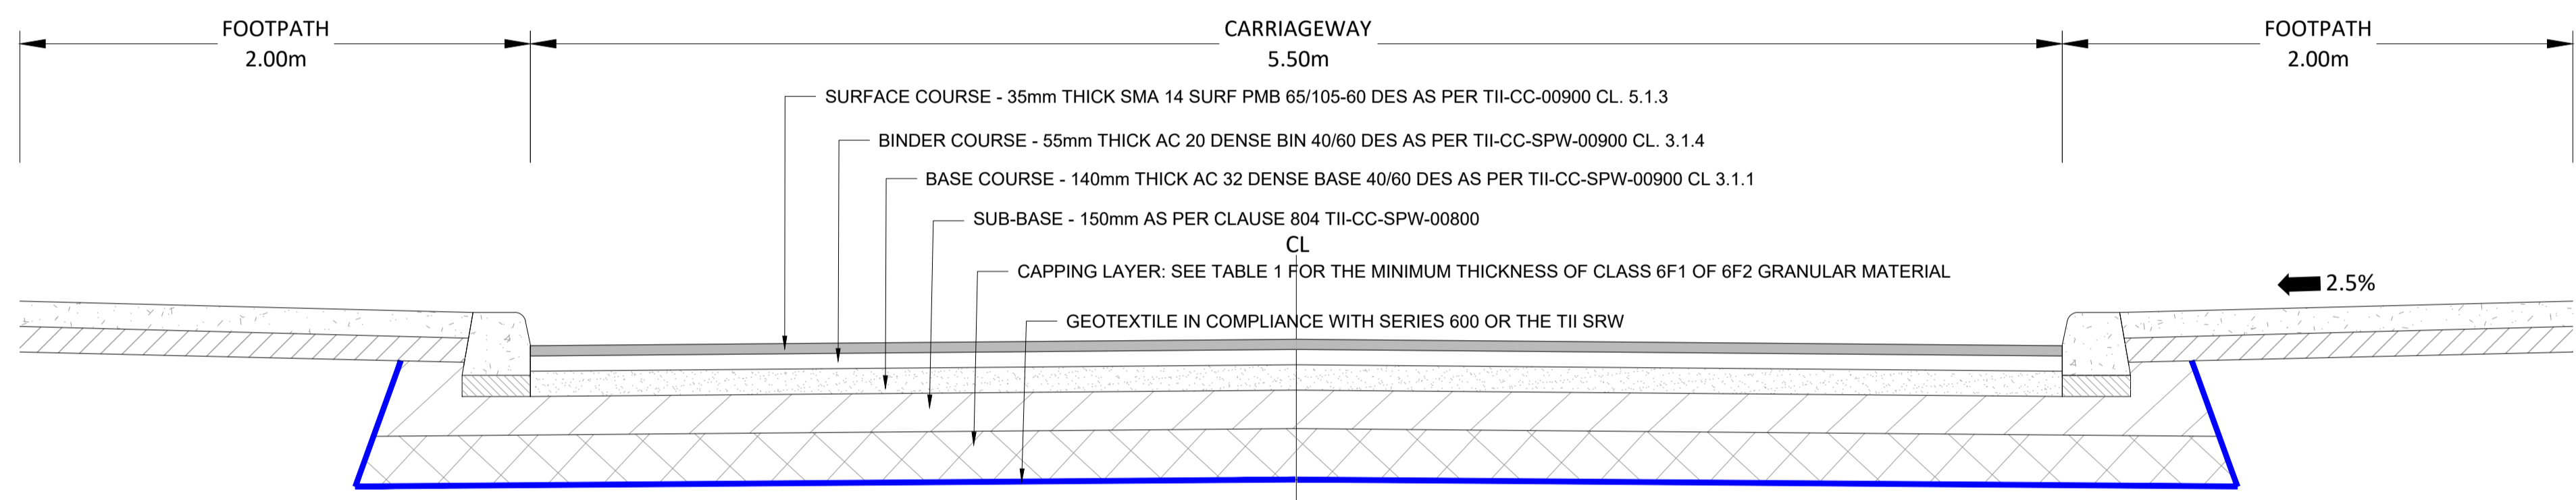 FOOTPATH
2.00m
CARRIAGEWAY
5.50m
FOOTPATH
2.00m
SURFACE COURSE - 35mm THICK SMA 14 SURF PMB 65/105-60 DES AS PER TII-CC-00900 CL. 5.1.3
BINDER COURSE - 55mm THICK AC 20 DENSE BIN 40/60 DES AS PER TII-CC-SPW-00900 CL. 3.1.4
BASE COURSE - 140mm THICK AC 32 DENSE BASE 40/60 DES AS PER TII-CC-SPW-00900 CL 3.1.1
SUB-BASE - 150mm AS PER CLAUSE 804 TII-CC-SPW-00800
CL
CAPPING LAYER: SEE TABLE 1 FOR THE MINIMUM THICKNESS OF CLASS 6F1 OF 6F2 GRANULAR MATERIAL
2.5%
GEOTEXTILE IN COMPLIANCE WITH SERIES 600 OR THE TII SRW